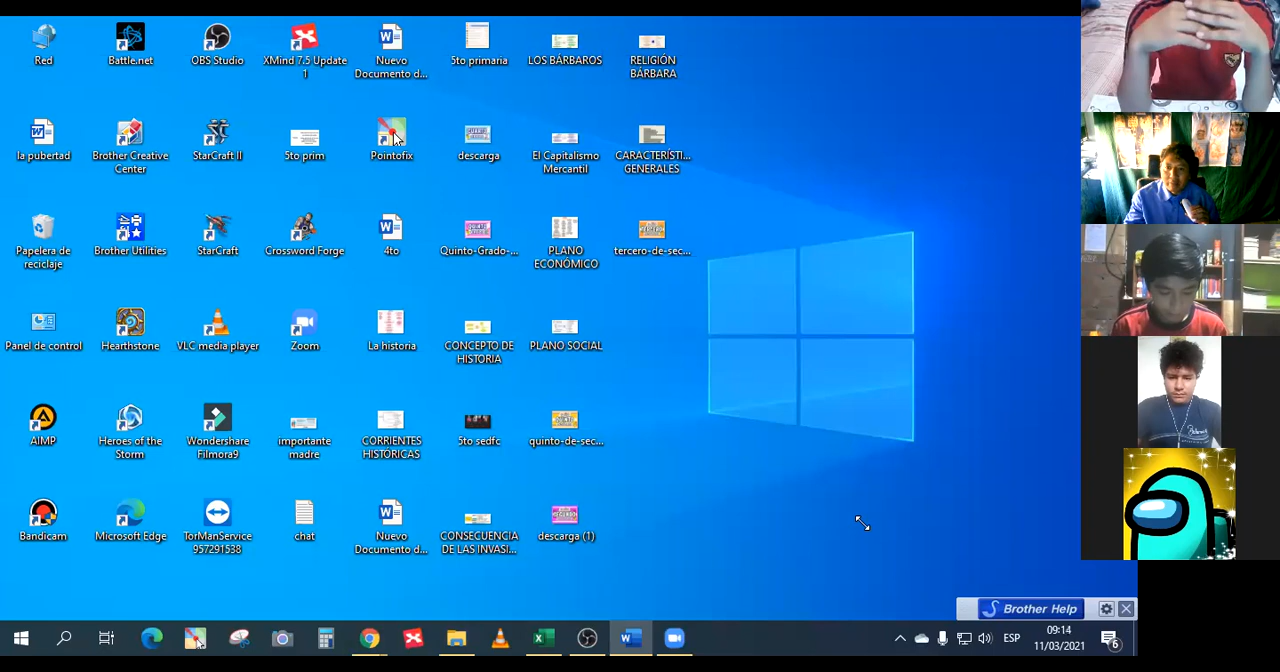 Red
Battle.net
OBS Studio
XMind 7.5 Update
1
Nuevo
Documento d...
5to primaria
LOS BÁRBAROS
RELIGIÓN
BÁRBARA
la pubertad
Brother Creative
Center
StarCraft II
5to prim
Pointofix
descarga
El Capitalismo
Mercantil
CARACTERÍSTI...
GENERALES
Papelera de
reciclaje
Brother Utilities
StarCraft
Crossword Forge
4to
Quinto-Grado-...
PLANO
ECONÓMICO
tercero-de-sec...
Panel de control
Hearthstone
VLC media player
Zoom
La historia
CONCEPTO DE
HISTORIA
PLANO SOCIAL
AIMP
Heroes of the
Storm
Wondershare
Filmora9
importante
madre
CORRIENTES
HISTÓRICAS
5to sedfc
quinto-de-sec...
Bandicam
Microsoft Edge
TorManService
957291538
chat
Nuevo
Documento d...
CONSECUENCIA
DE LAS INVASI...
descarga (1)
Brother Help
ESP
09:14
11/03/2021
6